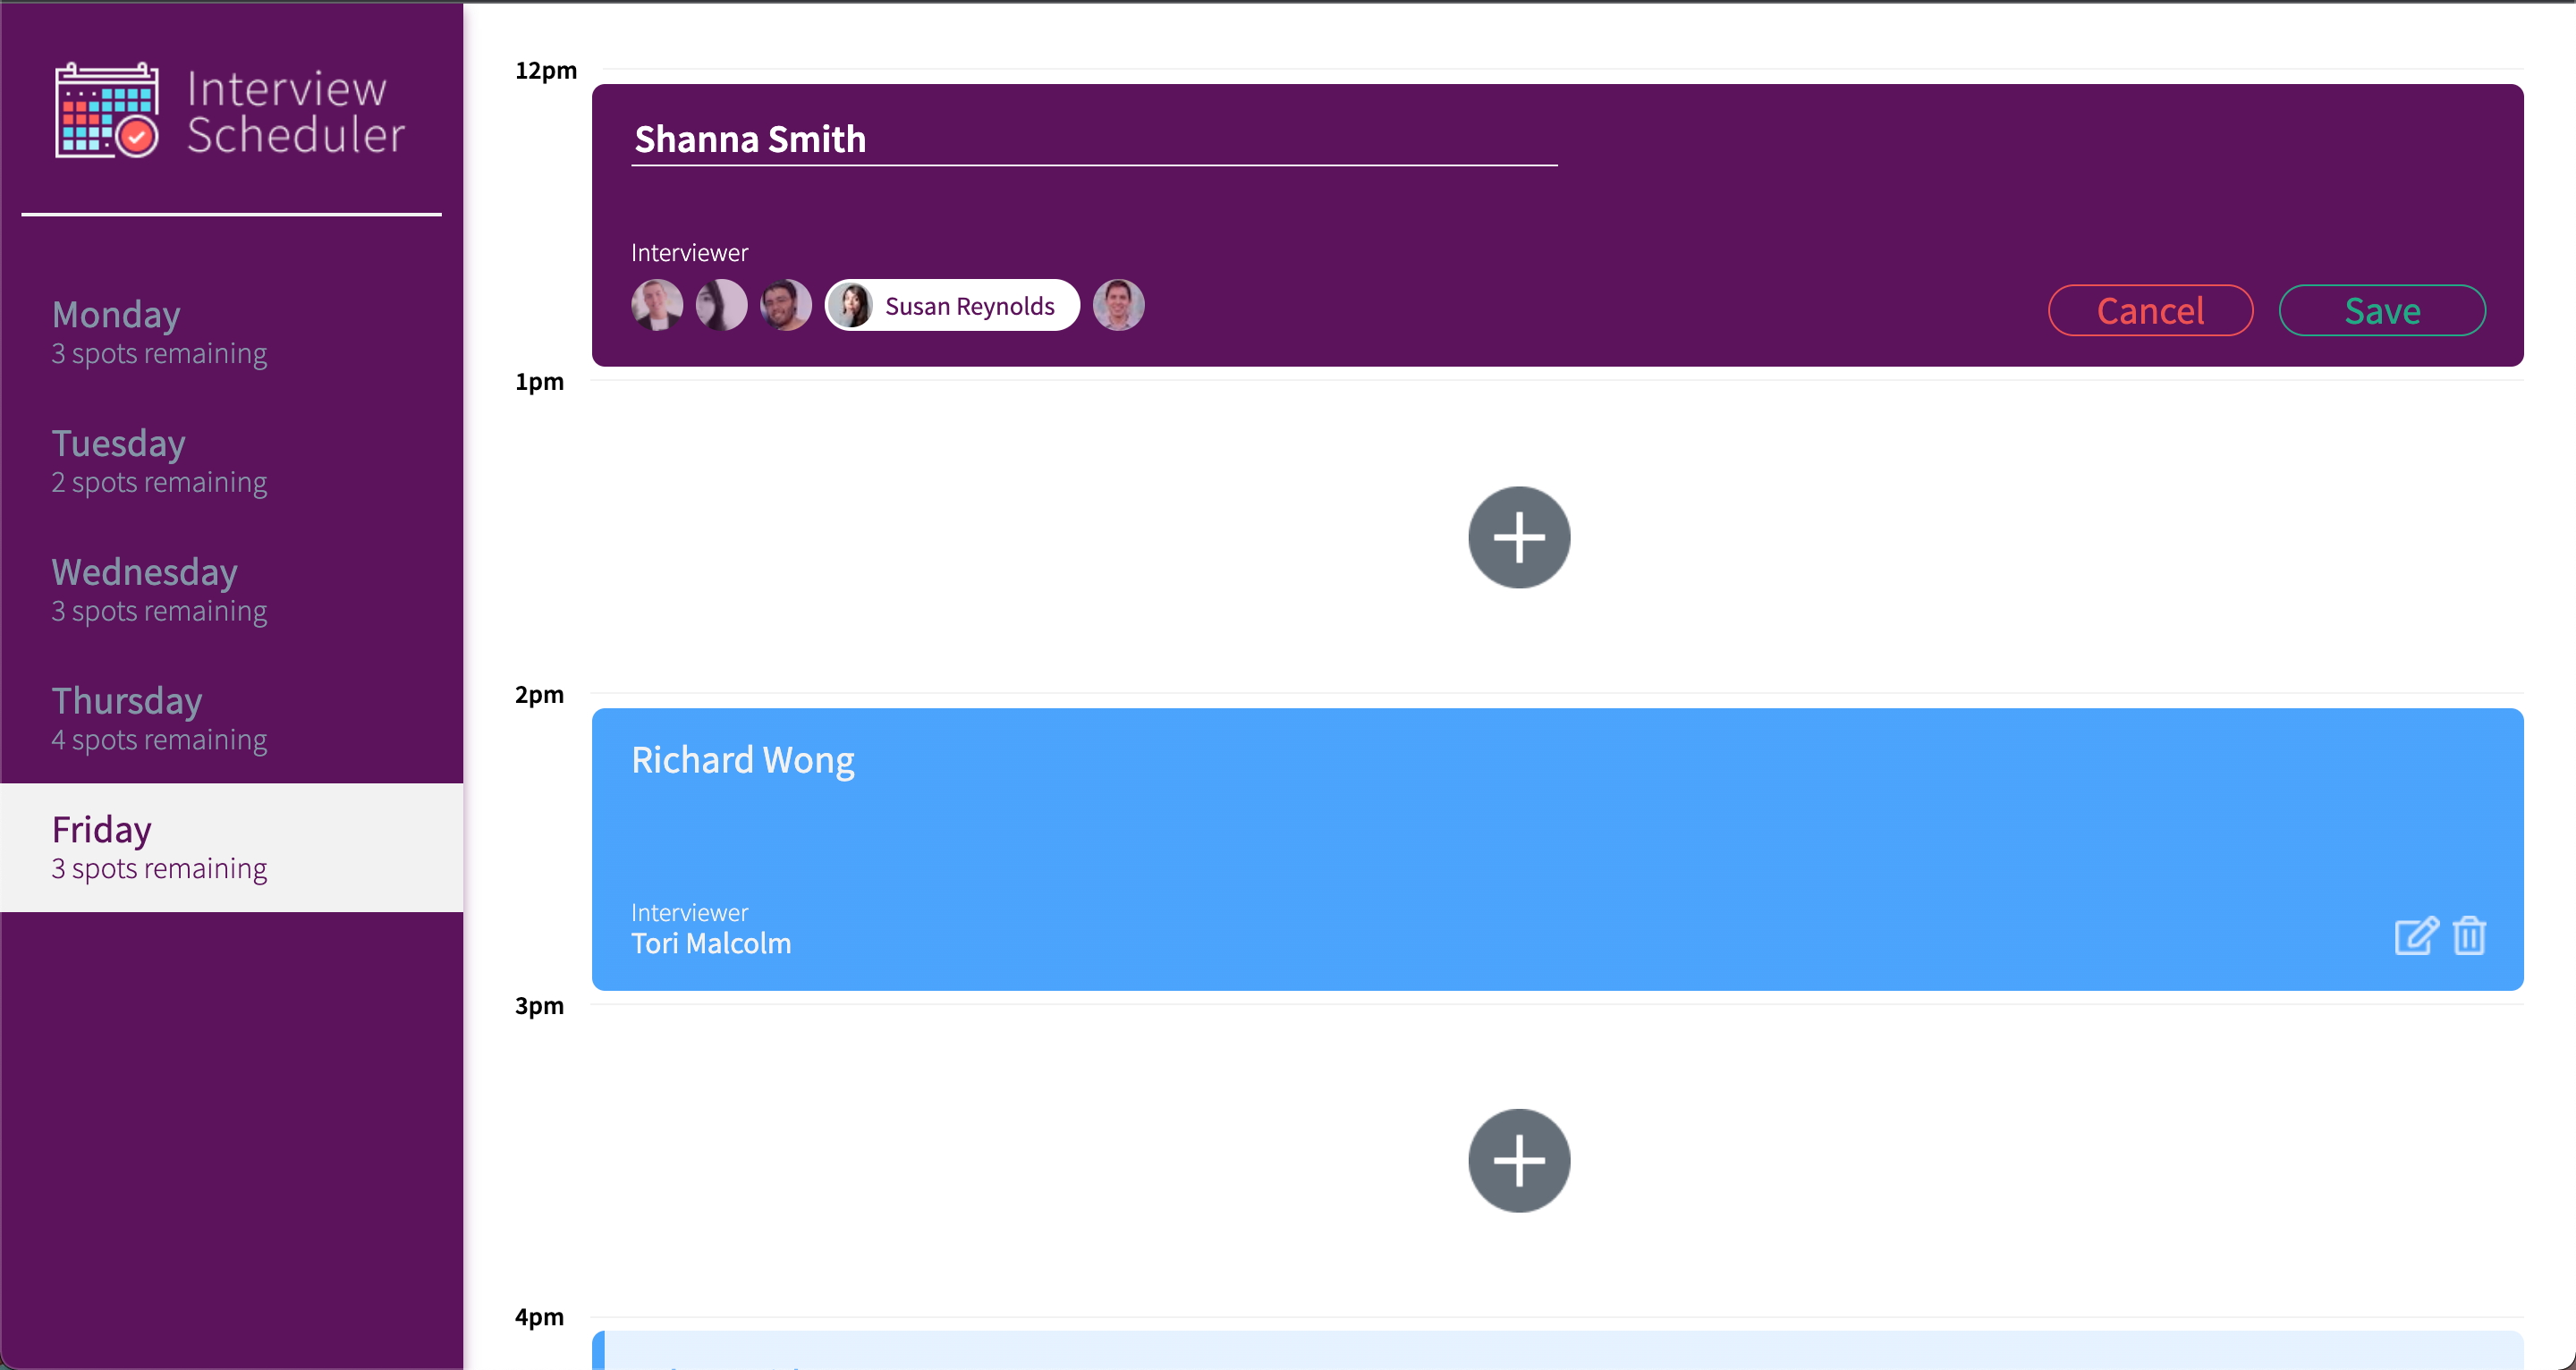 Interview
Scheduler
Monday
3 spots remaining
Tuesday
2 spots remaining
Wednesday
3 spots remaining
Thursday
4 spots remaining
Friday
3 spots remaining
12pm
Shanna Smith
Interviewer
Susan Reynolds
Cancel
Save
1pm
2pm
Richard Wong
Interviewer
Tori Malcolm
3pm
4pm